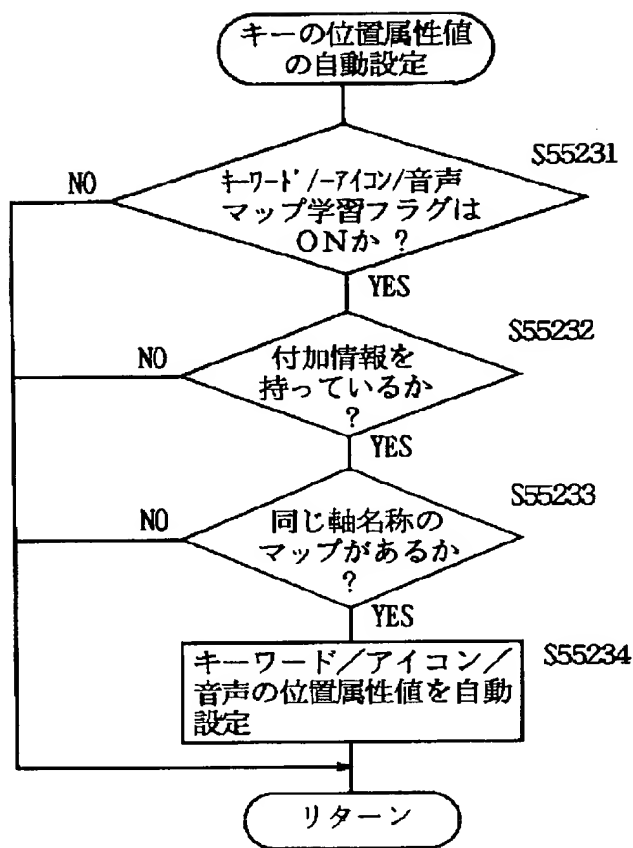 キーの位置属性値
の自動設定
S55231
NO
ｷｰﾜｰﾄﾞ/-ｱｲｺﾝ/音声
マップ学習フラグは
ONか？
YES
S55232
NO
付加情報を
持っているか
？
YES
S55233
NO
同じ軸名称の
マップがあるか
？
YES
S55234
キーワード／アイコン／
音声の位置属性値を自動
設定
リターン